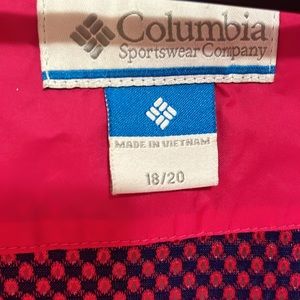 Columbia
Sportswear Company
MADE IN VIETNAM
18/20